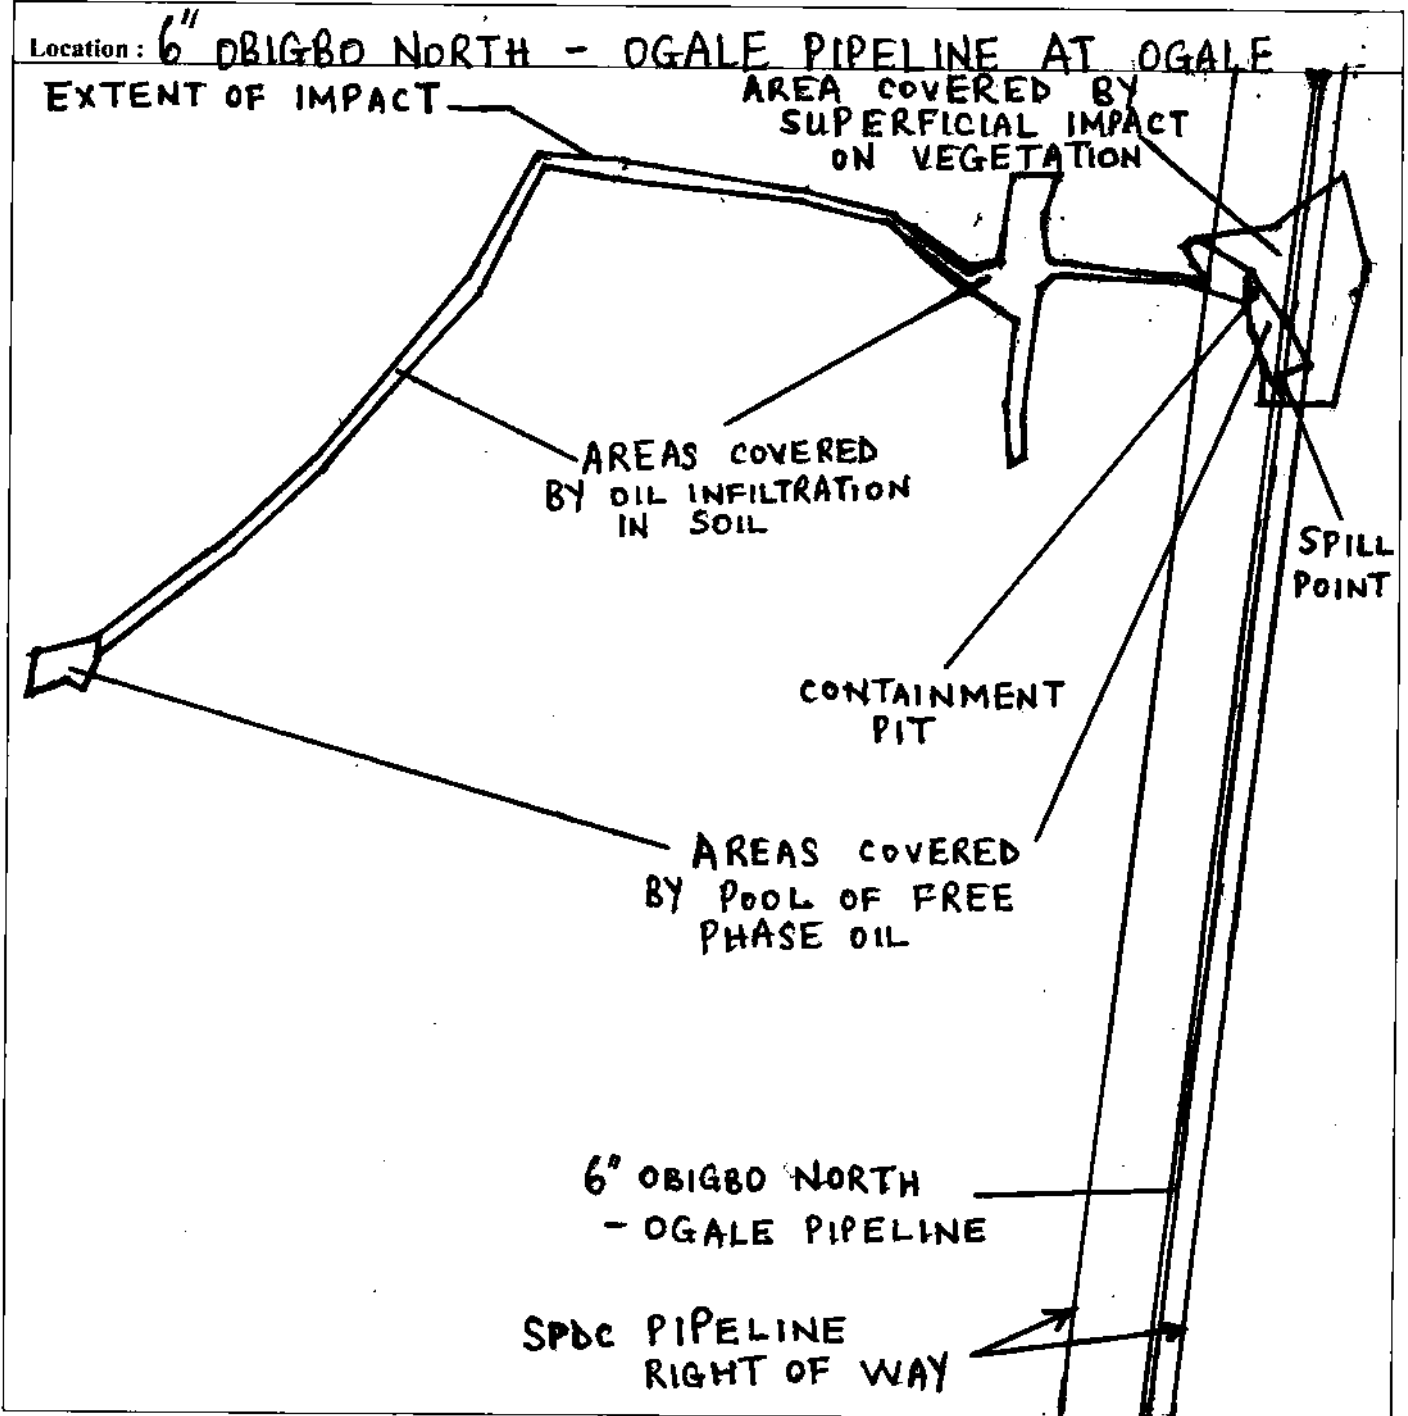 Location : 6" OBIGBO NORTH - OGALE PIPELINE AT OGALE
EXTENT OF IMPACT
AREA COVERED BY
SUPERFICIAL IMPACT
ON VEGETATION
AREAS COVERED
BY OIL INFILTRATION
IN SOIL
SPILL
POINT
CONTAINMENT
PIT
AREAS COVERED
BY POOL OF FREE
PHASE OIL
6" OBIGBO NORTH
- OGALE PIPELINE
SPDC PIPELINE
RIGHT OF WAY